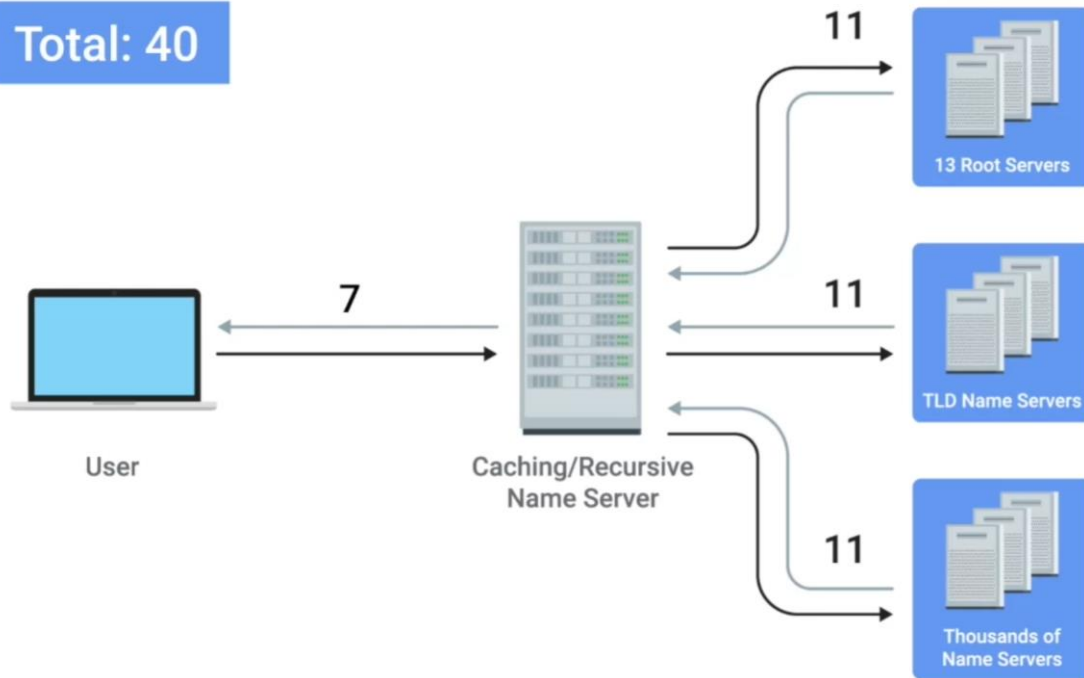 Total: 40
11
13 Root Servers
7
11
TLD Name Servers
User
Caching/Recursive
Name Server
11
Thousands of
Name Servers